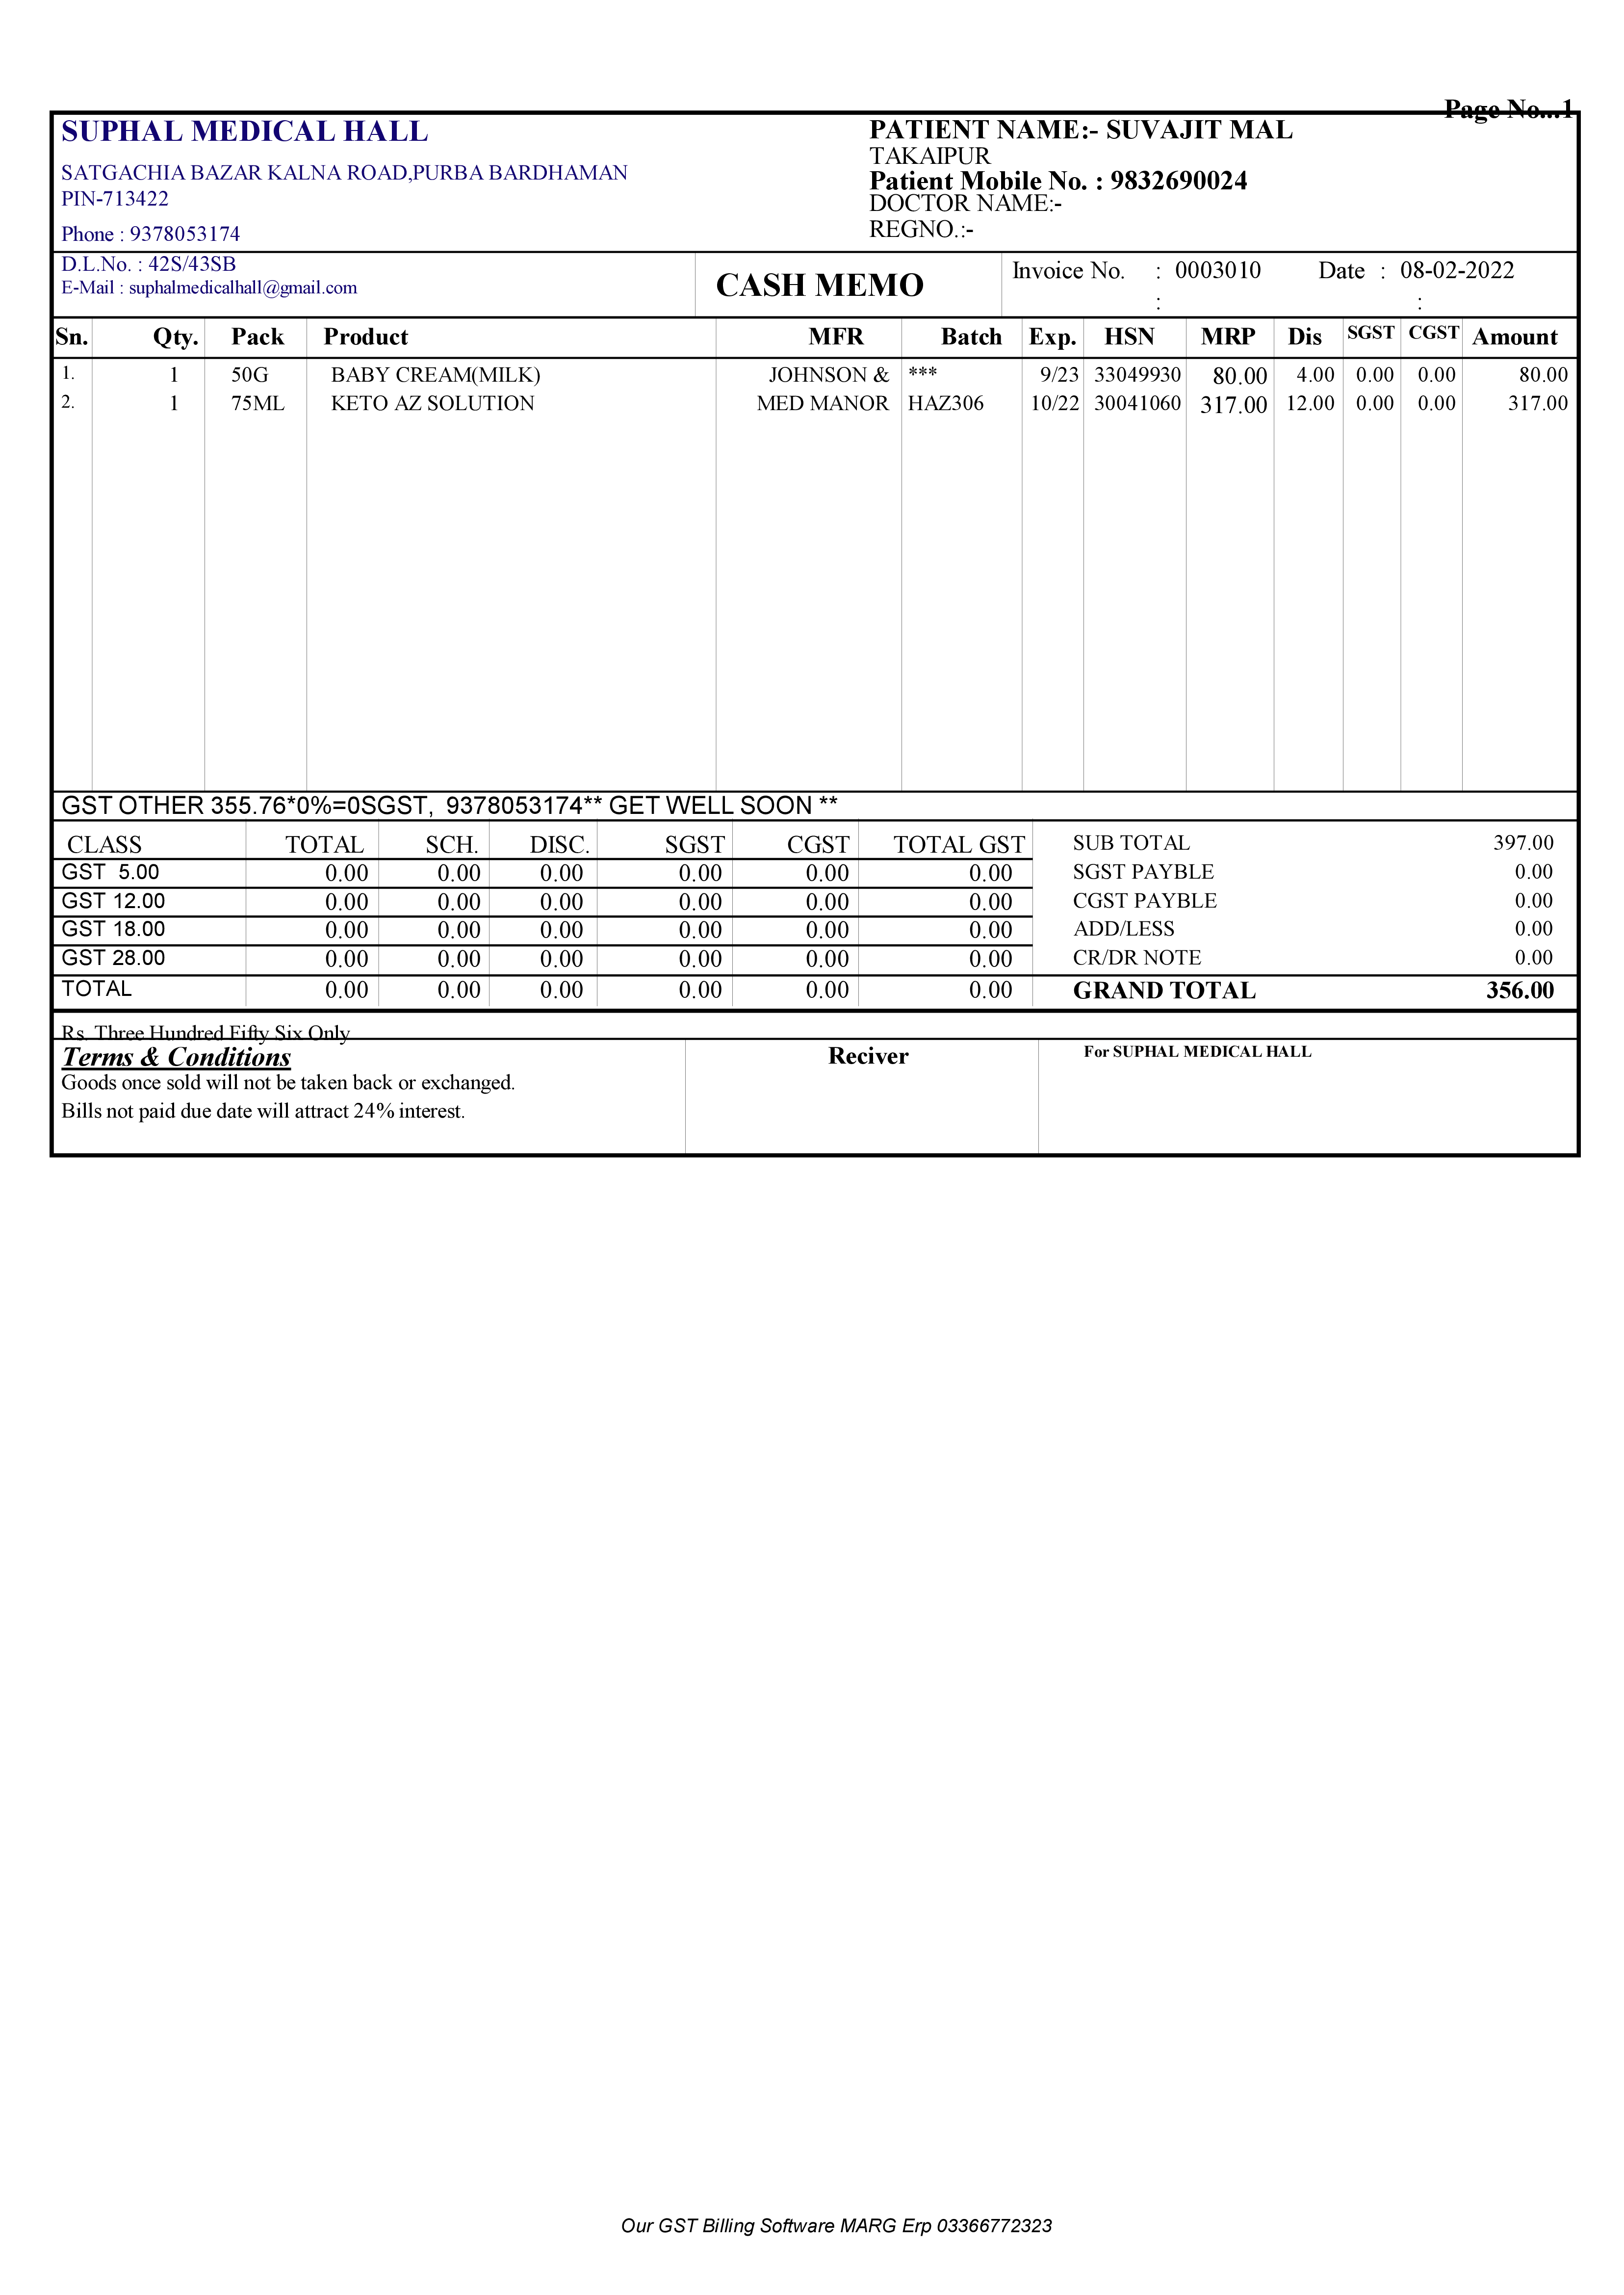 Page No...1
SUPHAL MEDICAL HALL
SATGACHIA BAZAR KALNA ROAD,PURBA BARDHAMAN
PIN-713422
Phone : 9378053174
PATIENT NAME:- SUVAJIT MAL
TAKAIPUR
Patient Mobile No. : 9832690024
DOCTOR NAME:-
REGNO.:-
D.L.No. : 42S/43SB
E-Mail : suphalmedicalhall@gmail.com
CASH MEMO
Invoice No. : 0003010 Date : 08-02-2022
: :
Sn. Qty. Pack Product MFR Batch Exp. HSN MRP Dis SGST CGST Amount
1. 1 50G BABY CREAM(MILK) JOHNSON & *** 9/23 33049930 80.00 4.00 0.00 0.00 80.00
2. 1 75ML KETO AZ SOLUTION MED MANOR HAZ306 10/22 30041060 317.00 12.00 0.00 0.00 317.00
GST OTHER 355.76*0%=0SGST, 9378053174** GET WELL SOON **
CLASS TOTAL SCH. DISC. SGST CGST TOTAL GST SUB TOTAL 397.00
GST 5.00 0.00 0.00 0.00 0.00 0.00 0.00 SGST PAYBLE 0.00
GST 12.00 0.00 0.00 0.00 0.00 0.00 0.00 CGST PAYBLE 0.00
GST 18.00 0.00 0.00 0.00 0.00 0.00 0.00 ADD/LESS 0.00
GST 28.00 0.00 0.00 0.00 0.00 0.00 0.00 CR/DR NOTE 0.00
TOTAL 0.00 0.00 0.00 0.00 0.00 0.00 GRAND TOTAL 356.00
Rs. Three Hundred Fifty Six Only
Terms & Conditions
Goods once sold will not be taken back or exchanged.
Bills not paid due date will attract 24% interest.
Reciver
For SUPHAL MEDICAL HALL
Our GST Billing Software MARG Erp 03366772323